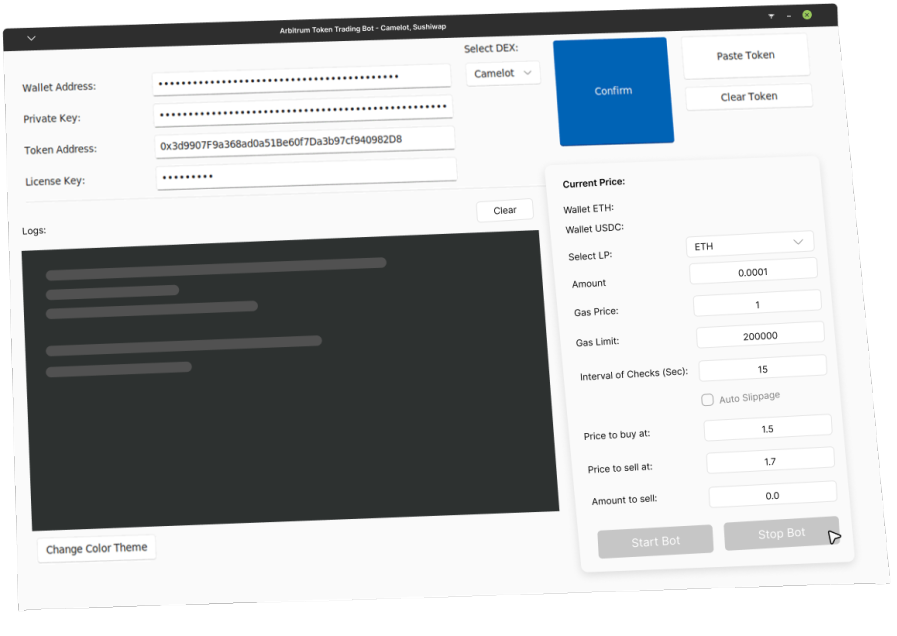 Arbitrum Token Trading Bot - Camelot, Sushiwap
Wallet Address:
Private Key:
Token Address: 0x3d9907F9a368ad0a51Be60f7Da3b97cf940982D8
License Key:
Select DEX:
Camelot
Confirm
Paste Token
Clear Token
Logs:
Clear
Change Color Theme
Current Price:
Wallet ETH:
Wallet USDC:
Select LP: ETH
Amount 0.0001
Gas Price: 1
Gas Limit: 200000
Interval of Checks (Sec): 15
Auto Slippage
Price to buy at: 1.5
Price to sell at: 1.7
Amount to sell: 0.0
Start Bot Stop Bot